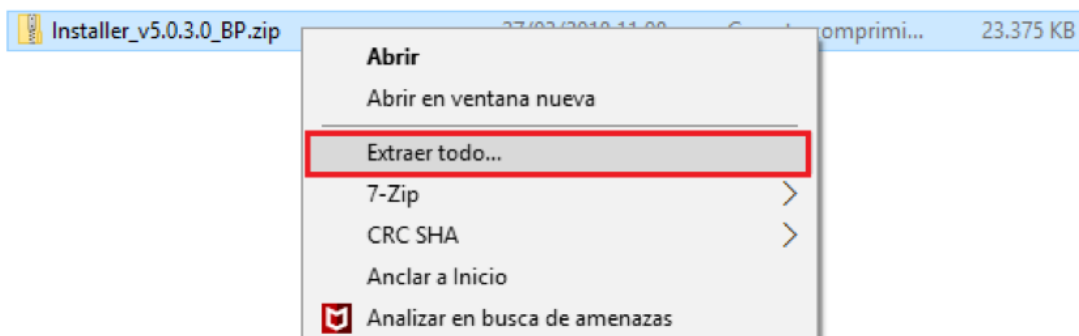 Installer_v5.0.3.0_BP.zip 23.375 KB
Abrir
Abrir en ventana nueva
Extraer todo...
7-Zip
CRC SHA
Anclar a Inicio
Analizar en busca de amenazas